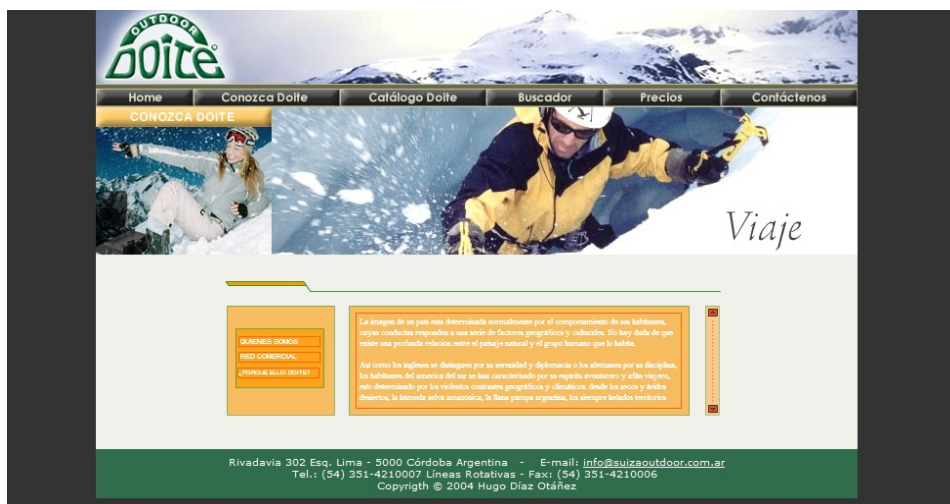 OUTDOOR
DOITE
Home Conozca Doite Catálogo Doite Buscador Precios Contáctenos
CONOZCA DOITE
Viaje
QUIENES SOMOS
RED COMERCIAL
¿PORQUE ELIJO DOITE?
La imagen de un país esta determinada normalmente por el comportamiento de sus habitantes,
cuyas conductas responden a una serie de factores geográficos y culturales. No hay duda de que
existe una profunda relación entre el paisaje natural y el grupo humano que lo habita.
Así como los ingleses se distinguen por su serenidad y diplomacia o los alemanes por su disciplina,
los habitantes del america del sur se han caracterizado por su espíritu aventurero y afán viajero,
esto determinado por los violentos contrastes geográficos y climáticos: desde los secos y áridos
desiertos, la húmeda selva amazónica, la llana pampa argentina, los siempre helados territorios
Rivadavia 302 Esq. Lima - 5000 Córdoba Argentina - E-mail: info@suizaoutdoor.com.ar
Tel.: (54) 351-4210007 Líneas Rotativas - Fax: (54) 351-4210006
Copyrigth © 2004 Hugo Díaz Otáñez